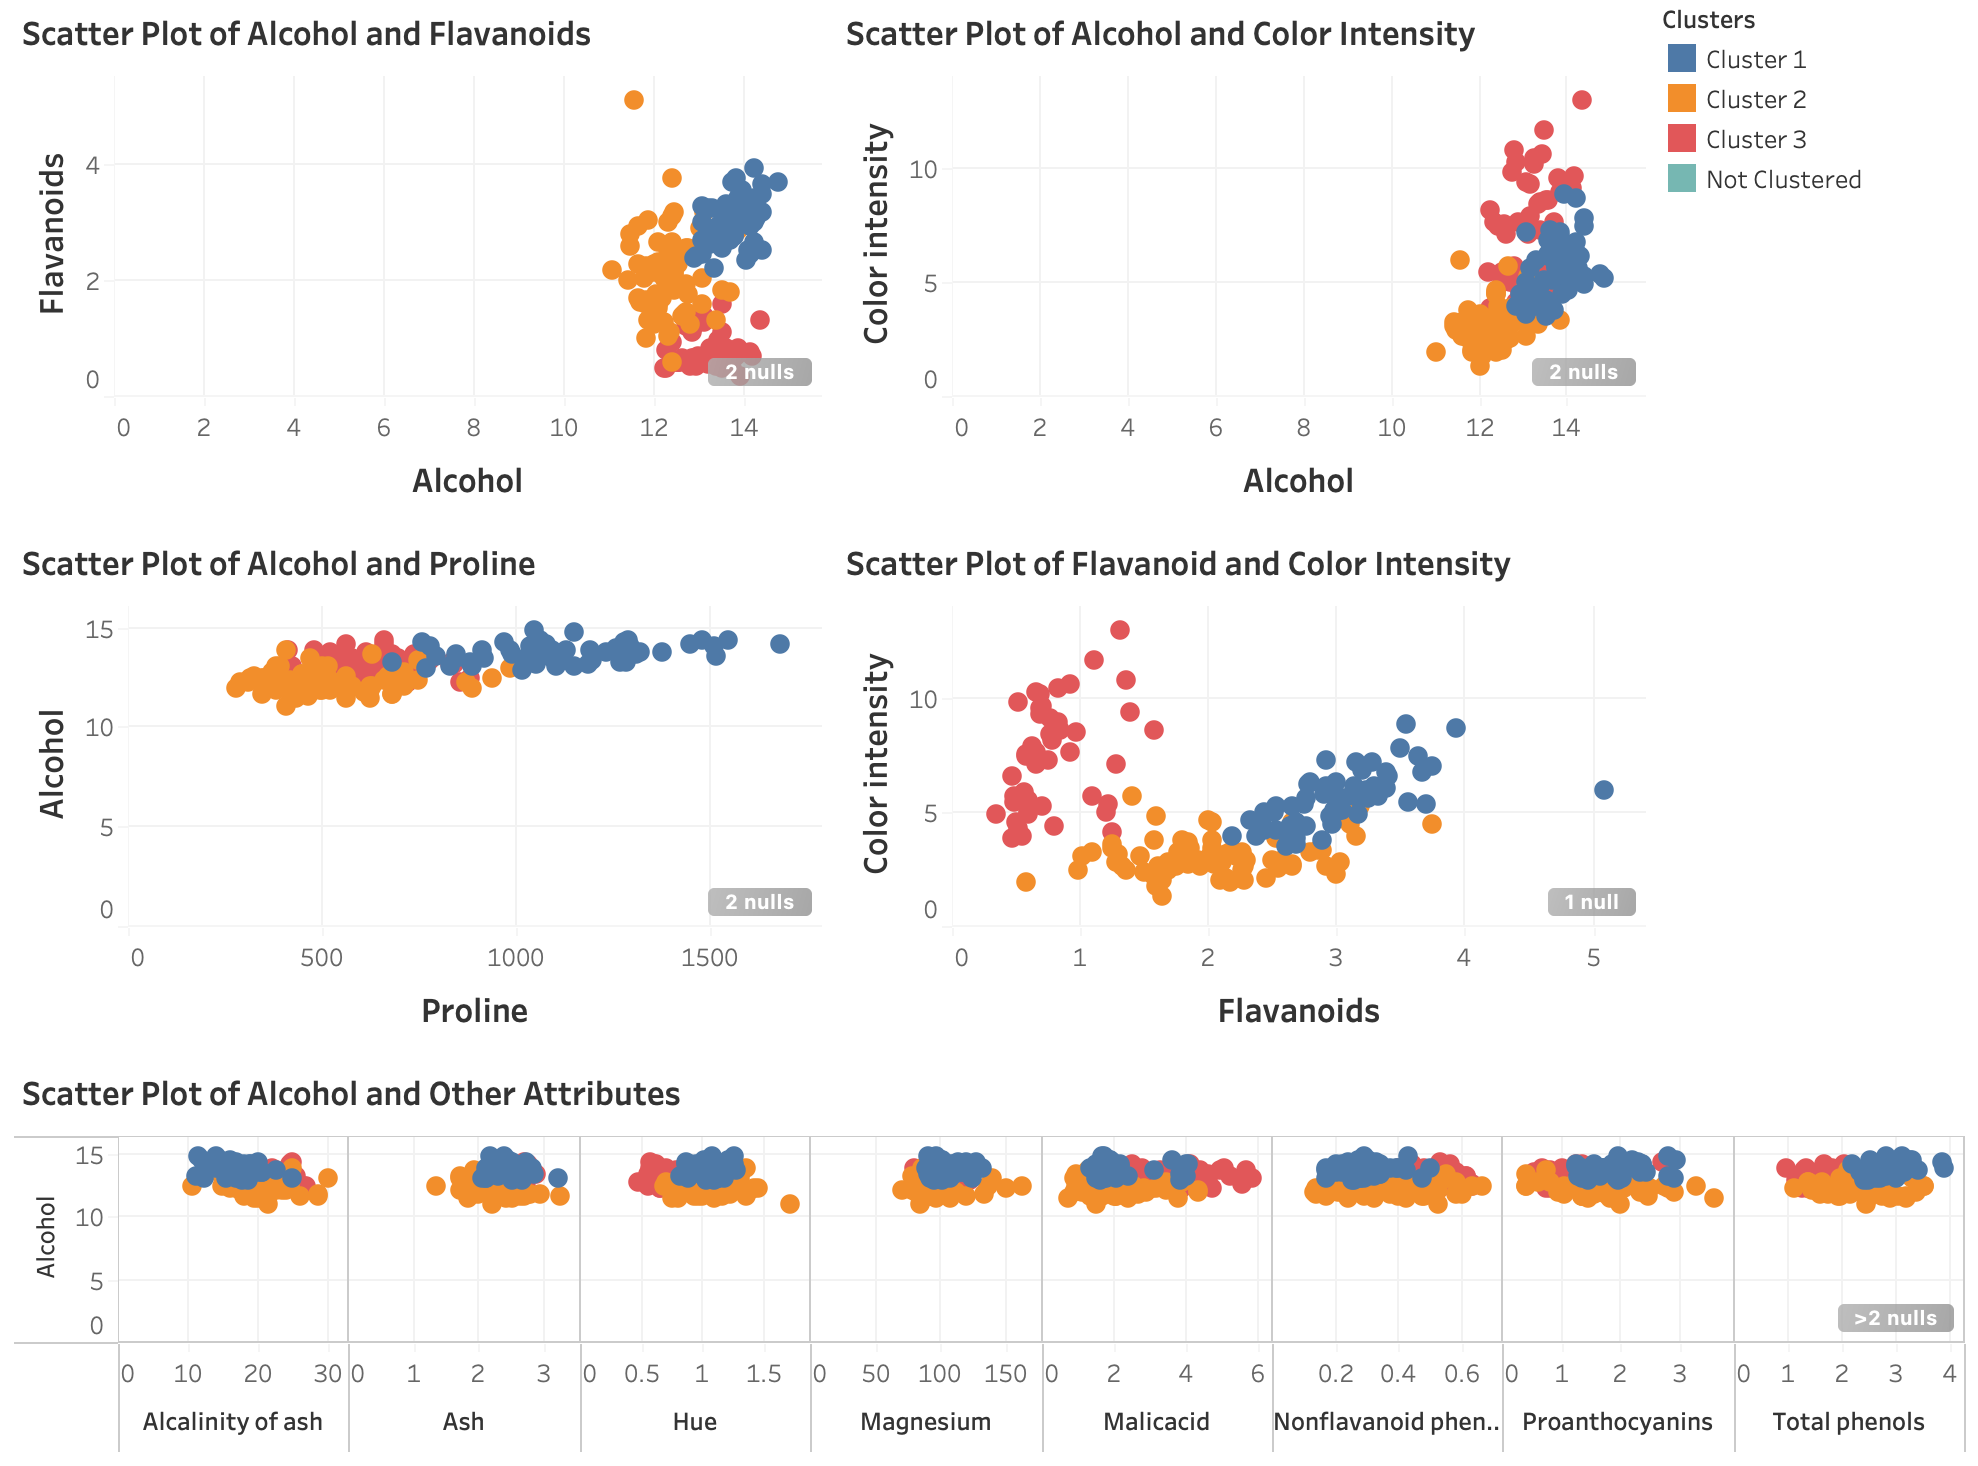 Scatter Plot of Alcohol and Flavanoids
Flavanoids
4
2
0
0 2 4 6 8 10 12 14
Alcohol
2 nulls
Scatter Plot of Alcohol and Color Intensity
Color intensity
10
5
0
0 2 4 6 8 10 12 14
Alcohol
2 nulls
Clusters
Cluster 1
Cluster 2
Cluster 3
Not Clustered
Scatter Plot of Alcohol and Proline
Alcohol
15
10
5
0
0 500 1000 1500
Proline
2 nulls
Scatter Plot of Flavanoid and Color Intensity
Color intensity
10
5
0
0 1 2 3 4 5
Flavanoids
1 null
Scatter Plot of Alcohol and Other Attributes
Alcohol
15
10
5
0
>2 nulls
0 10 20 30 0 1 2 3 0 0.5 1 1.5 0 50 100 150 0 2 4 6 0.2 0.4 0.6 0 1 2 3 0 1 2 3 4
Alcalinity of ash Ash Hue Magnesium Malicacid Nonflavanoid phen.. Proanthocyanins Total phenols